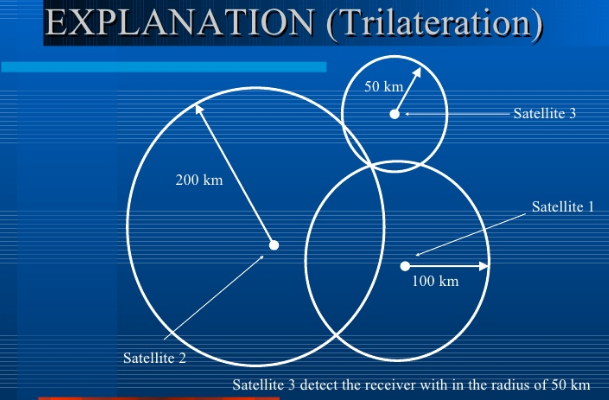 EXPLANATION (Trilateration)
50 km
Satellite 3
200 km
Satellite 1
100 km
Satellite 2
Satellite 3 detect the receiver with in the radius of 50 km